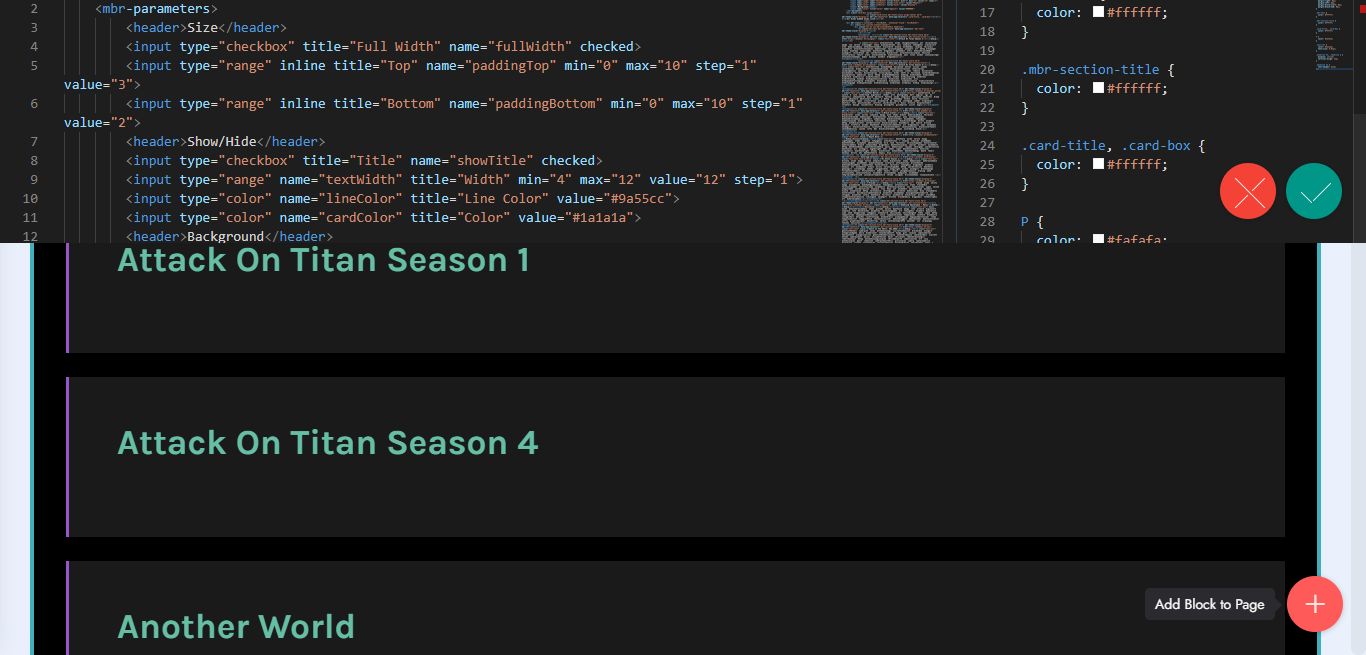 2 <mbr-parameters>
3 <header>Size</header>
4 <input type="checkbox" title="Full Width" name="fullWidth" checked>
5 <input type="range" inline title="Top" name="paddingTop" min="0" max="10" step="1"
value="3">
6 <input type="range" inline title="Bottom" name="paddingBottom" min="0" max="10" step="1"
value="2">
7 <header>Show/Hide</header>
8 <input type="checkbox" title="Title" name="showTitle" checked>
9 <input type="range" name="textWidth" title="Width" min="4" max="12" value="12" step="1">
10 <input type="color" name="lineColor" title="Line Color" value="#9a55cc">
11 <input type="color" name="cardColor" title="Color" value="#1a1a1a">
12 <header>Background</header>
17 color: #ffffff;
18 }
19
20 .mbr-section-title {
21 color: #ffffff;
22 }
23
24 .card-title, .card-box {
25 color: #ffffff;
26 }
27
28 P {
29 color: #fafafa;
Attack On Titan Season 1
Attack On Titan Season 4
Another World
Add Block to Page